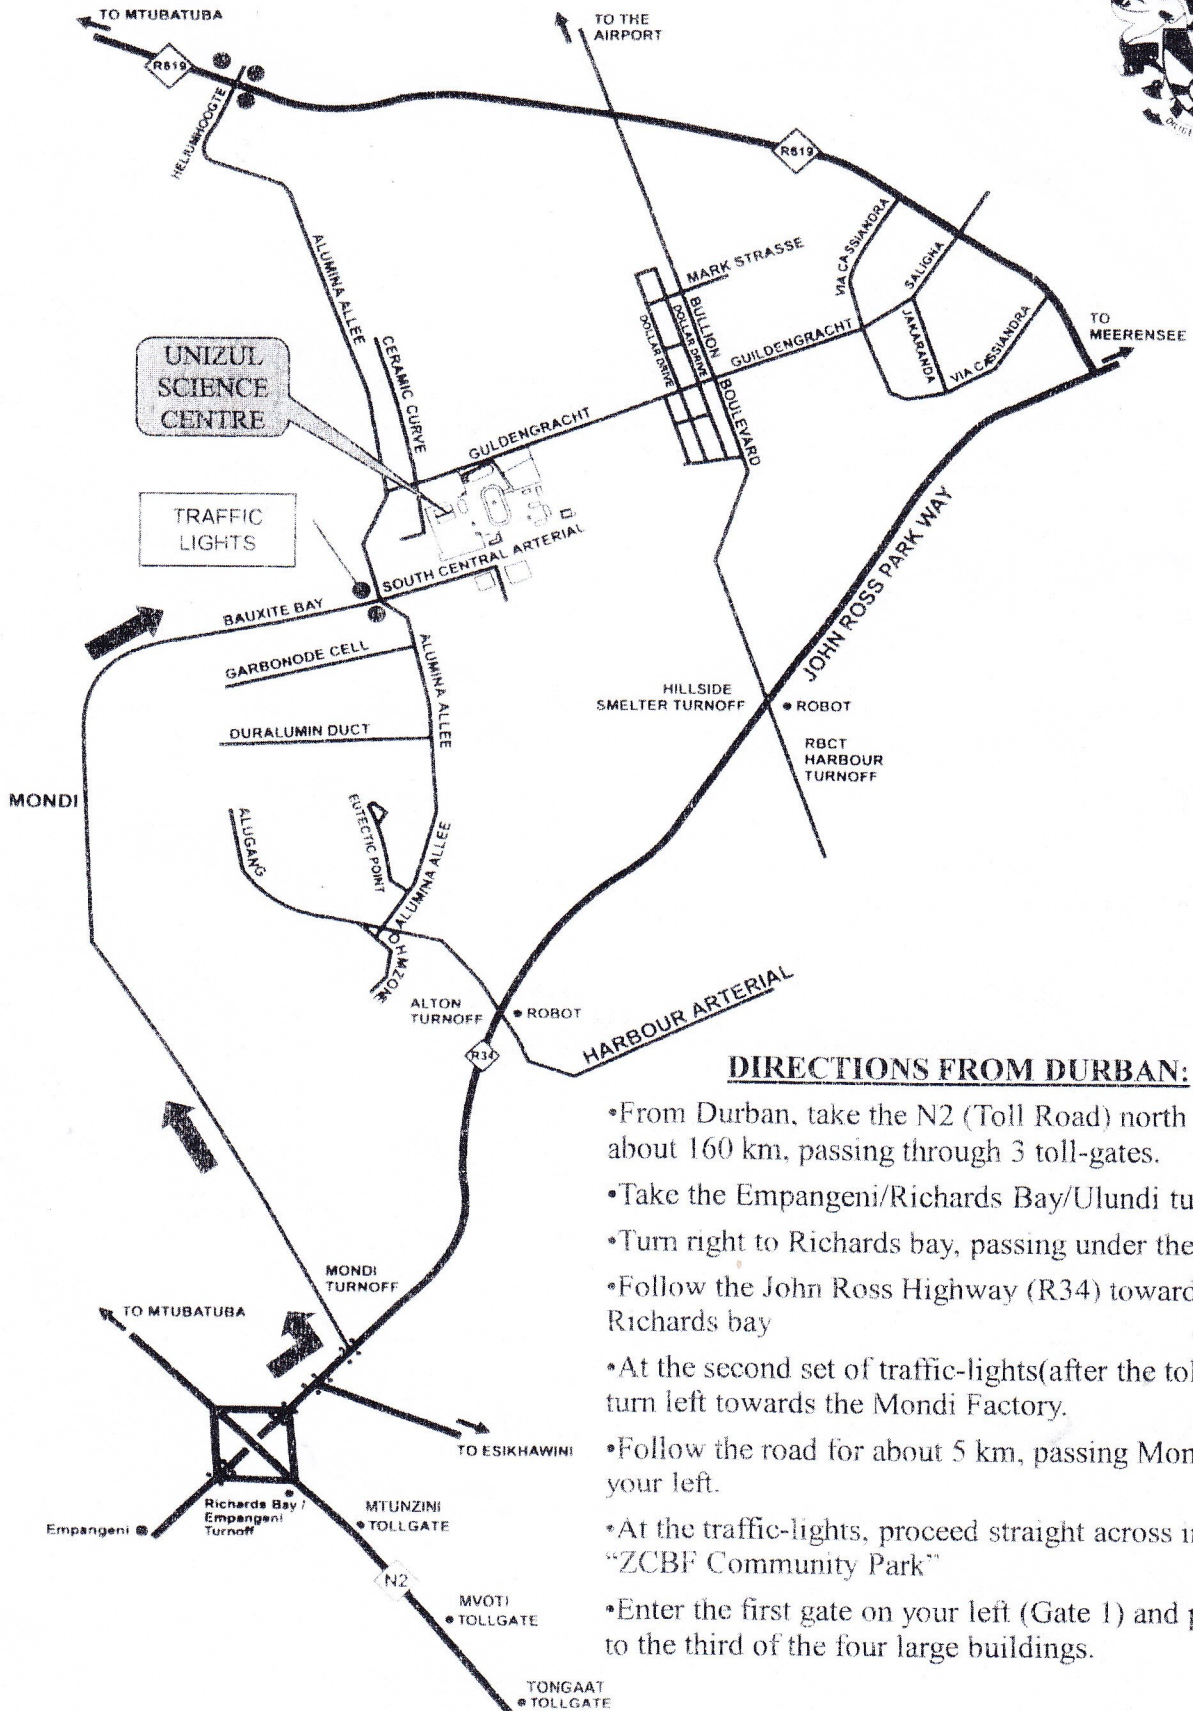 TO MTUBATUBA
TO THE
AIRPORT
R619
HELIUMHOOGTE
R619
ALUMINA ALLEE
MARK STRASSE
VIA CASSIANDRA
SALIGHA
BULLION
BOULEVARD
DOLLAR DRIVE
DOLLAR DRIVE
GUILDENGRACHT
JAKARANDA
VIA CASSIANDRA
TO
MEERENSEE
UNIZUL
SCIENCE
CENTRE
CERAMIC CURVE
GULDENGRACHT
TRAFFIC
LIGHTS
SOUTH CENTRAL ARTERIAL
BAUXITE BAY
JOHN ROSS PARK WAY
GARBONODE CELL
ALUMINA ALLEE
HILLSIDE
SMELTER TURNOFF
ROBOT
DURALUMIN DUCT
RBCT
HARBOUR
TURNOFF
MONDI
ALUGANG
EUTECTIC POINT
ALUMINA ALLEE
OHMZONE
ALTON
TURNOFF
ROBOT
HARBOUR ARTERIAL
R34
DIRECTIONS FROM DURBAN:
•From Durban, take the N2 (Toll Road) north
about 160 km, passing through 3 toll-gates.
•Take the Empangeni/Richards Bay/Ulundi
•Turn right to Richards bay, passing under the
•Follow the John Ross Highway (R34)
Richards bay
•At the second set of traffic-lights(after the
turn left towards the Mondi Factory.
•Follow the road for about 5 km, passing
your left.
•At the traffic-lights, proceed straight across
“ZCBF Community Park”
•Enter the first gate on your left (Gate 1) and
to the third of the four large buildings.
MONDI
TURNOFF
TO MTUBATUBA
TO ESIKHAWINI
Richards Bay /
Empangeni
Turnoff
Empangeni
MTUNZINI
TOLLGATE
N2
MVOTI
TOLLGATE
TONGAAT
TOLLGATE